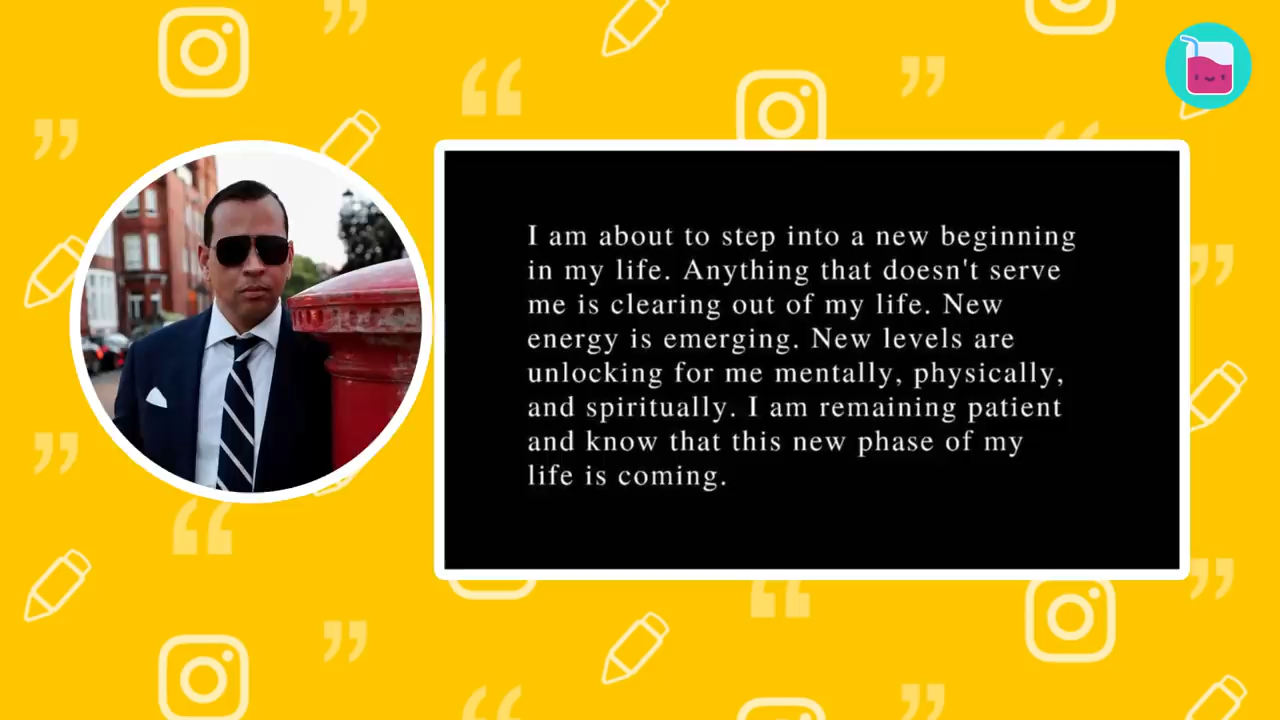 I am about to step into a new beginning
in my life. Anything that doesn't serve
me is clearing out of my life. New
energy is emerging. New levels are
unlocking for me mentally, physically,
and spiritually. I am remaining patient
and know that this new phase of my
life is coming.